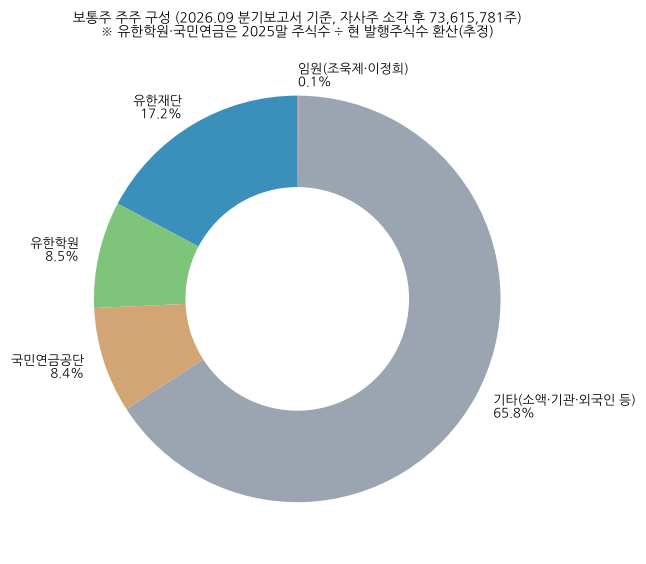 보통주 주주 구성 (2026.09 분기보고서 기준, 자사주 소각 후 73,615,781주)
※ 유한학원·국민연금은 2025말 주식수 ÷ 현 발행주식수 환산(추정)
임원(조욱제·이정희)
0.1%
유한재단
17.2%
유한학원
8.5%
국민연금공단
8.4%
기타(소액·기관·외국인 등)
65.8%